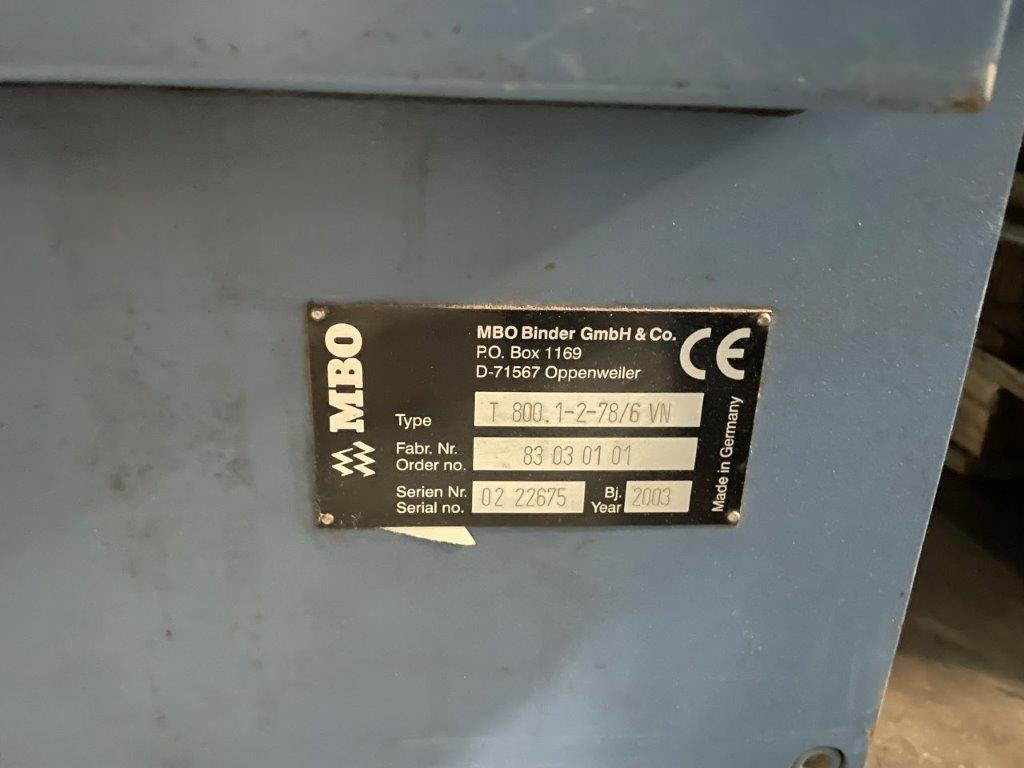 MBO
MBO Binder GmbH & Co.
P.O. Box 1169
D-71567 Oppenweiler
CE
Type T 800.1-2-78/6 VN
Fabr. Nr.
Order no. 83 03 01 01
Serien Nr. Bj.
Serial no. 02 22675 Year 2003
Made in Germany